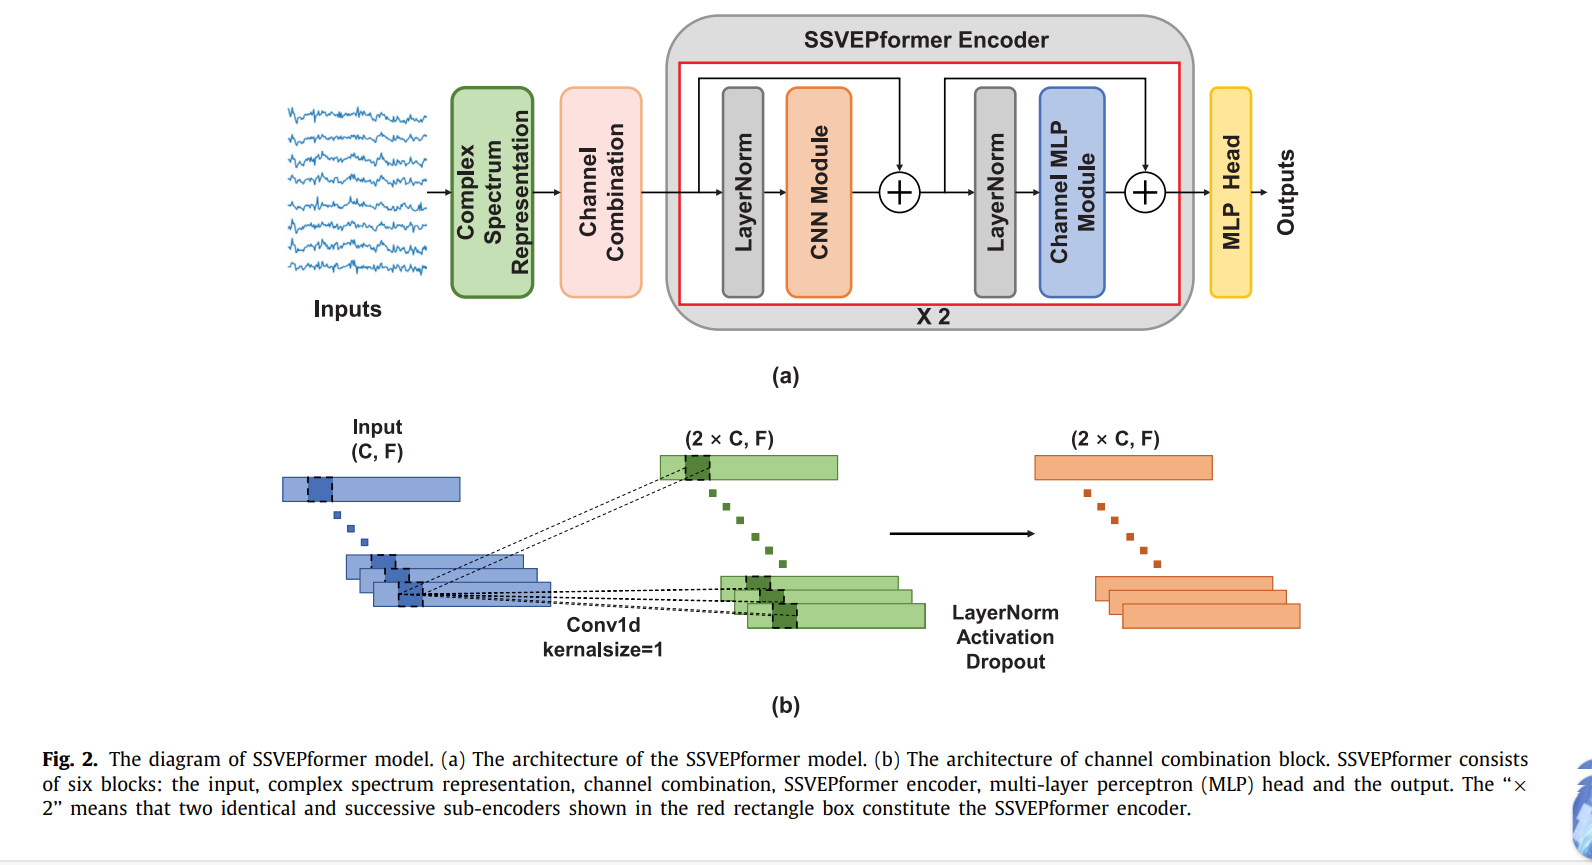 SSVEPformer Encoder
Complex
Spectrum
Representation
Channel
Combination
LayerNorm
CNN Module
LayerNorm
Channel MLP
Module
MLP Head
Outputs
Inputs
X 2
(a)
Input
(C, F)
(2 × C, F)
(2 × C, F)
Conv1d
kernalsize=1
LayerNorm
Activation
Dropout
(b)
Fig. 2. The diagram of SSVEPformer model. (a) The architecture of the SSVEPformer model. (b) The architecture of channel combination block. SSVEPformer consists
of six blocks: the input, complex spectrum representation, channel combination, SSVEPformer encoder, multi-layer perceptron (MLP) head and the output. The “×
2” means that two identical and successive sub-encoders shown in the red rectangle box constitute the SSVEPformer encoder.